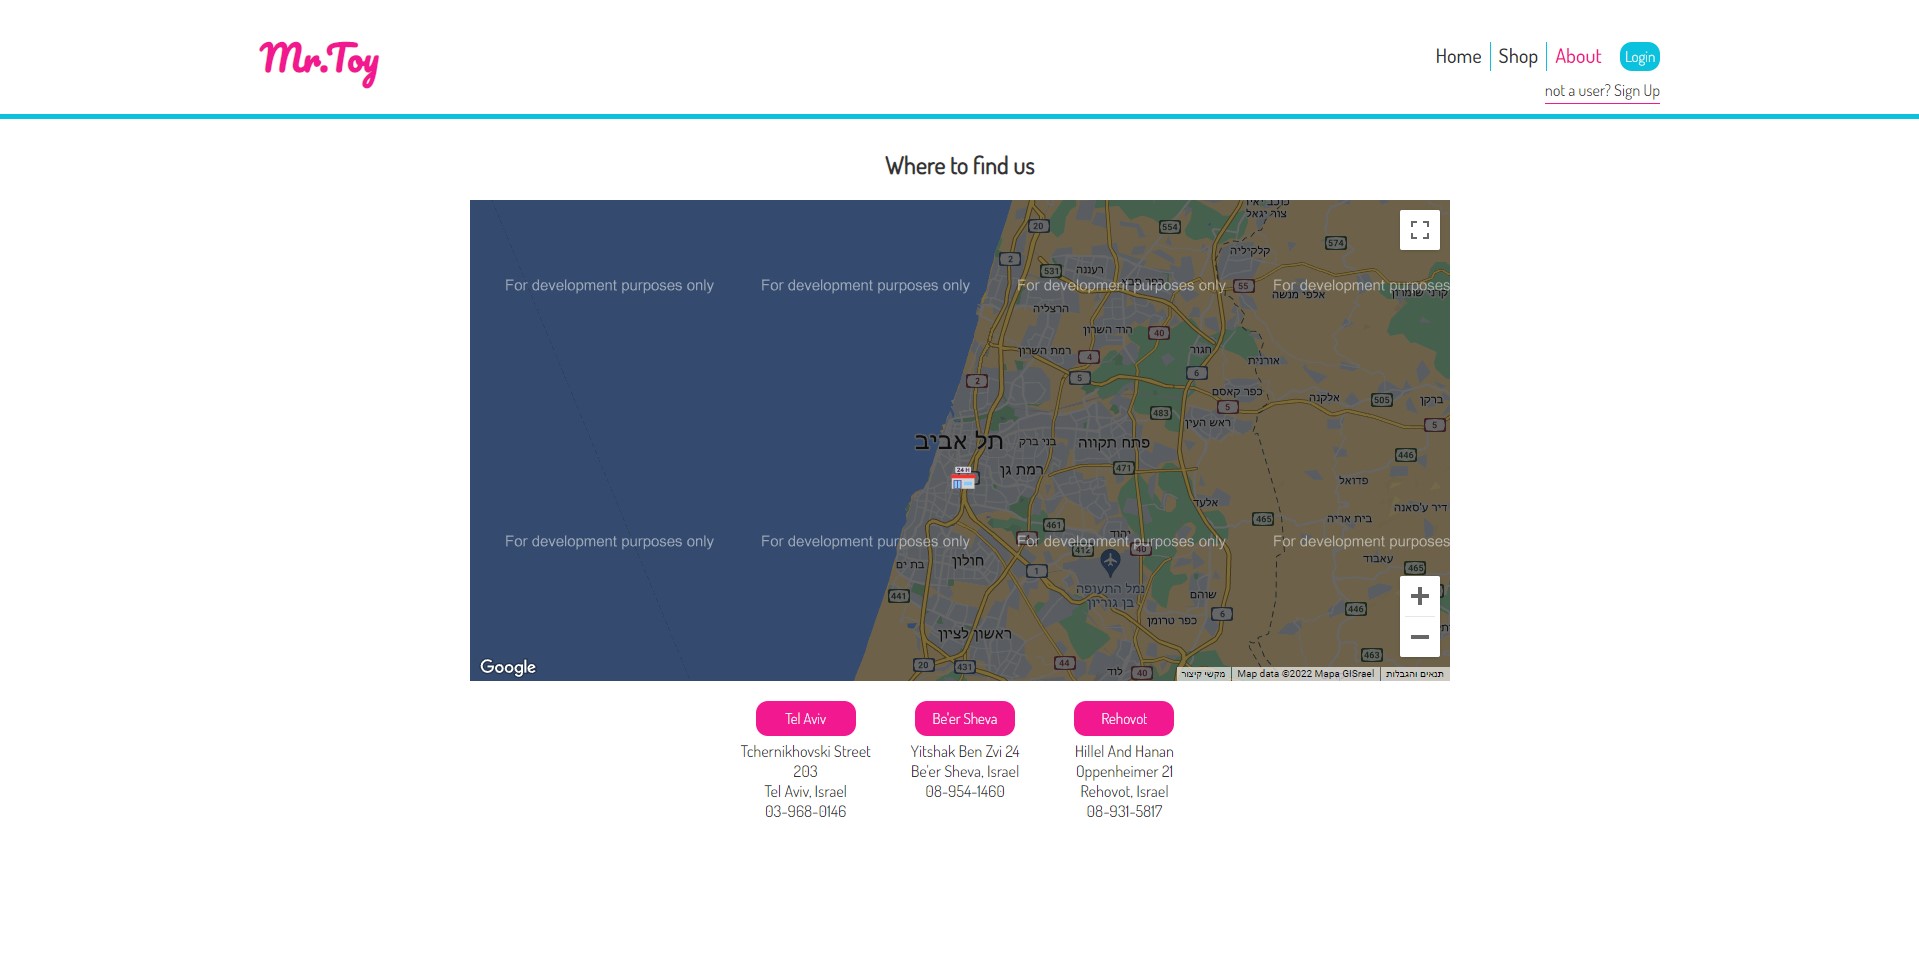 Mr.Toy
Home
Shop
About
Login
not a user? Sign Up
Where to find us
צור יגאל
20
554
574
קלקיליה
2
531
רעננה
כפר סבא
55
For development purposes only
For development purposes only
For development purposes only
For development purposes
אלפי מנשה
קרני שומרון
הרצליה
הוד השרון
40
רמת השרון
4
חגור
אורנית
5
6
2
כפר קאסם
אלקנה
505
ברקן
5
483
ראש העין
5
תל אביב
בני ברק
פתח תקווה
446
רמת גן
471
24 H
פדואל
אלעד
דיר ע'סאנה
בית אריה
465
461
יהוד
4
412
40
For development purposes only
For development purposes only
For development purposes only
For development purposes
עאבוד
465
בת ים
חולון
1
נמל התעופה
בן גוריון
שוהם
441
446
6
כפר טרומן
ראשון לציון
463
20
431
44
לוד
40
Google
מקשי קיצור
Map data ©2022 Mapa GISrael
תנאים והגבלות
Tel Aviv
Tchernikhovski Street
203
Tel Aviv, Israel
03-968-0146
Be'er Sheva
Yitshak Ben Zvi 24
Be'er Sheva, Israel
08-954-1460
Rehovot
Hillel And Hanan
Oppenheimer 21
Rehovot, Israel
08-931-5817